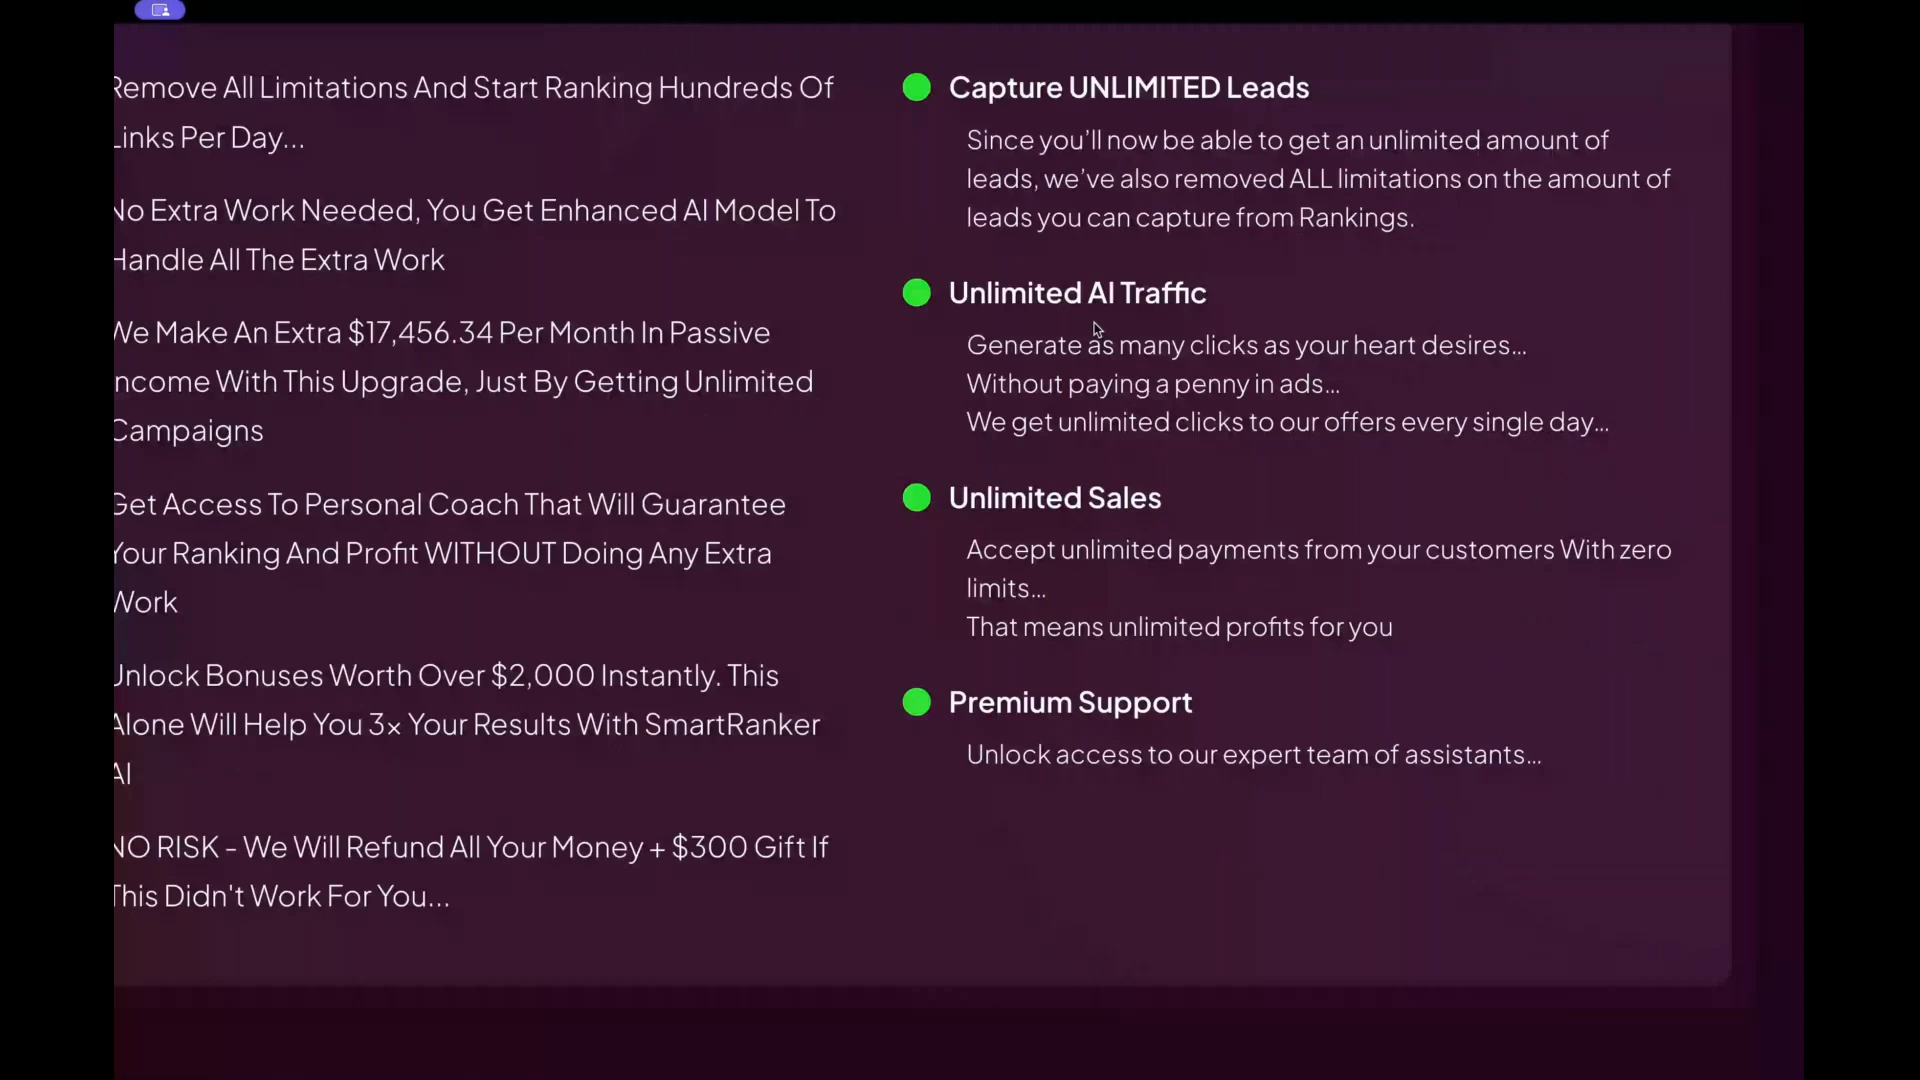 Remove All Limitations And Start Ranking Hundreds Of
Links Per Day...
No Extra Work Needed, You Get Enhanced AI Model To
Handle All The Extra Work
We Make An Extra $17,456.34 Per Month In Passive
Income With This Upgrade, Just By Getting Unlimited
Campaigns
Get Access To Personal Coach That Will Guarantee
Your Ranking And Profit WITHOUT Doing Any Extra
Work
Unlock Bonuses Worth Over $2,000 Instantly. This
Alone Will Help You 3x Your Results With SmartRanker
AI
NO RISK - We Will Refund All Your Money + $300 Gift If
This Didn't Work For You...
Capture UNLIMITED Leads
Since you’ll now be able to get an unlimited amount of
leads, we’ve also removed ALL limitations on the amount of
leads you can capture from Rankings.
Unlimited AI Traffic
Generate as many clicks as your heart desires...
Without paying a penny in ads...
We get unlimited clicks to our offers every single day...
Unlimited Sales
Accept unlimited payments from your customers With zero
limits...
That means unlimited profits for you
Premium Support
Unlock access to our expert team of assistants...